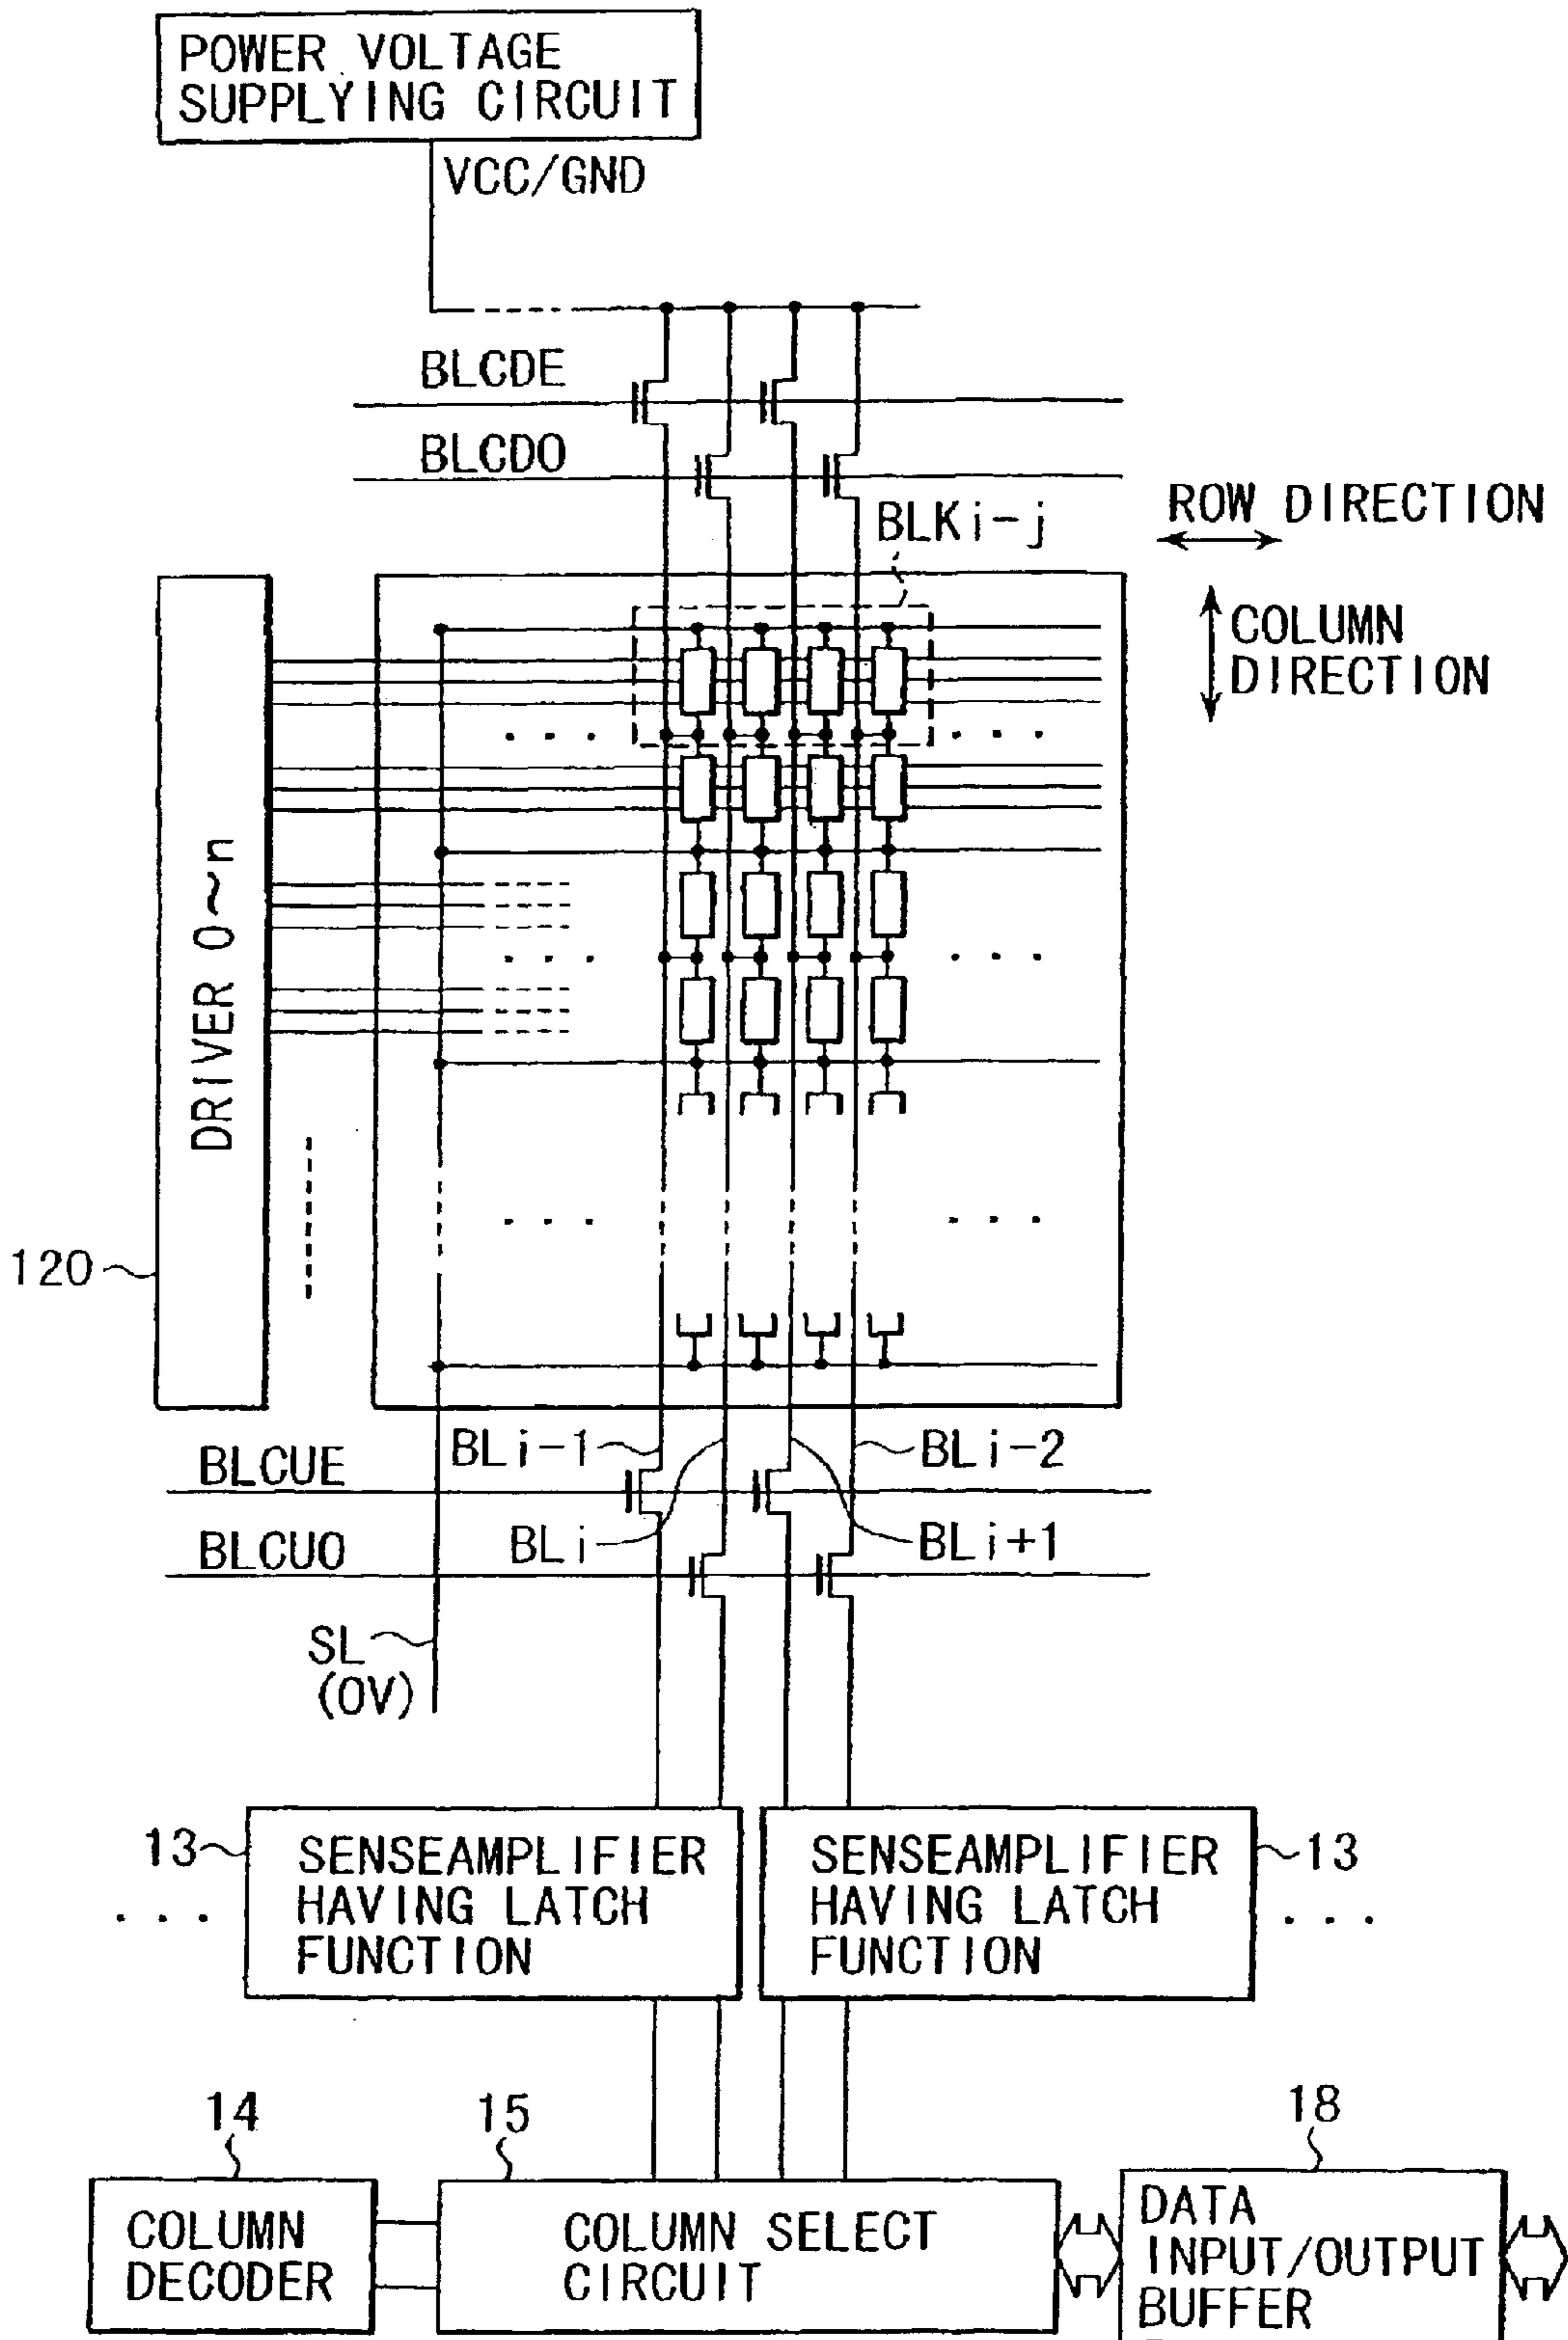 POWER VOLTAGE
SUPPLYING CIRCUIT
VCC/GND
BLCDE
BLCDO
BLKi-j
ROW DIRECTION
COLUMN
DIRECTION
DRIVER 0~n
120
BLi-1
BLi-2
BLCUE
BLi
BLi+1
BLCUO
SL
(0V)
13
SENSEAMPLIFIER
HAVING LATCH
FUNCTION
SENSEAMPLIFIER
HAVING LATCH
FUNCTION
13
14
15
18
COLUMN
DECODER
COLUMN SELECT
CIRCUIT
DATA
INPUT/OUTPUT
BUFFER